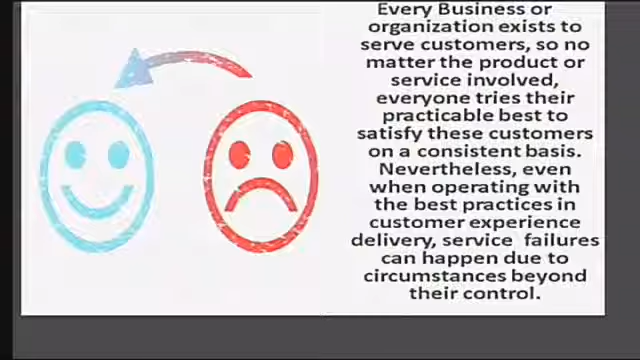 Every Business or
organization exists to
serve customers, so no
matter the product or
service involved,
everyone tries their
practicable best to
satisfy these customers
on a consistent basis.
Nevertheless, even
when operating with
the best practices in
customer experience
delivery, service failures
can happen due to
circumstances beyond
their control.